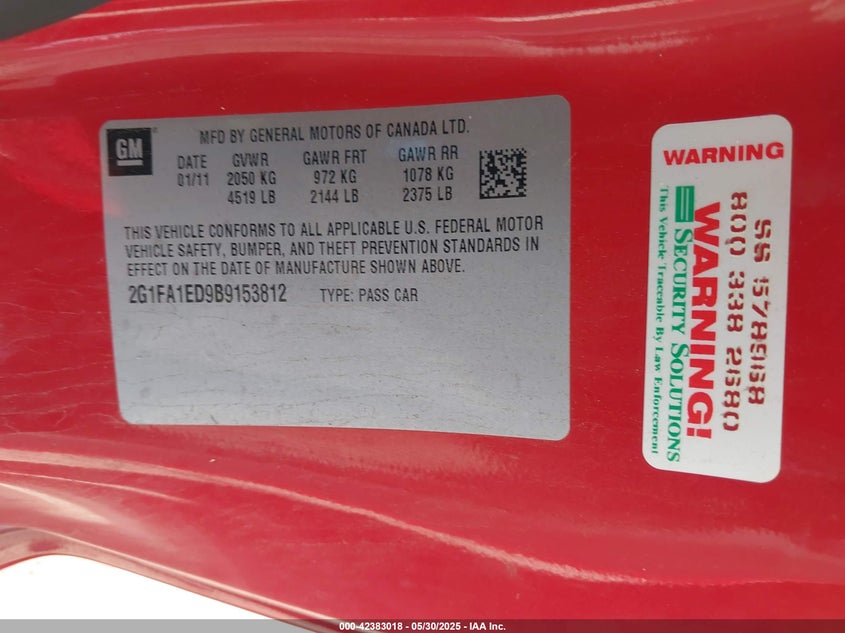 GM
MFD BY GENERAL MOTORS OF CANADA LTD.
DATE GVWR GAWR FRT GAWR RR
01/11 2050 KG 972 KG 1078 KG
4519 LB 2144 LB 2375 LB
THIS VEHICLE CONFORMS TO ALL APPLICABLE U.S. FEDERAL MOTOR
VEHICLE SAFETY, BUMPER, AND THEFT PREVENTION STANDARDS IN
EFFECT ON THE DATE OF MANUFACTURE SHOWN ABOVE.
2G1FA1ED9B9153812 TYPE: PASS CAR
WARNING
SS 578968
800 338 2680
WARNING!
SECURITY SOLUTIONS
This Vehicle Traceable By Law Enforcement
000-42383018 - 05/30/2025 - IAA Inc.